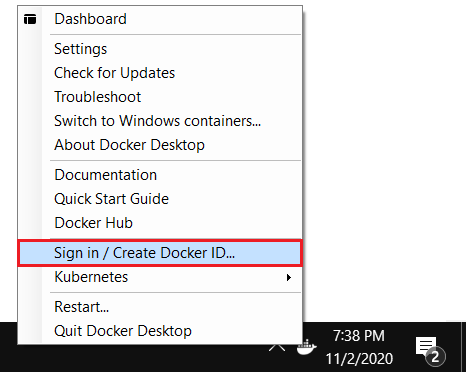 Dashboard
Settings
Check for Updates
Troubleshoot
Switch to Windows containers...
About Docker Desktop
Documentation
Quick Start Guide
Docker Hub
Sign in / Create Docker ID...
Kubernetes
Restart...
Quit Docker Desktop
7:38 PM
11/2/2020
2